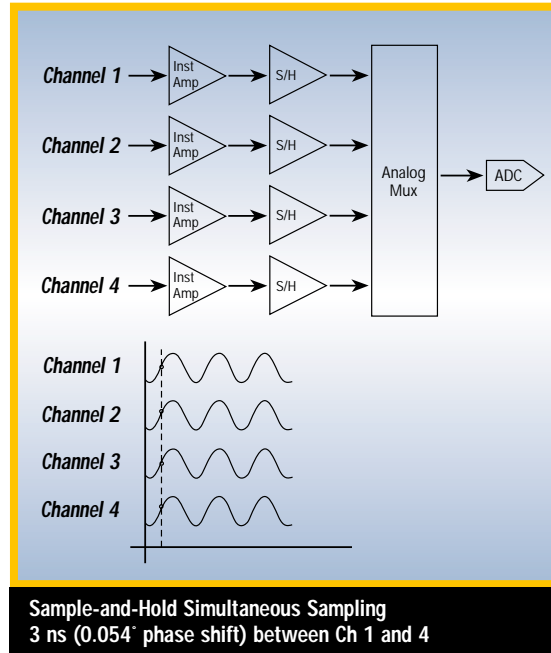 Channel 1
Inst
Amp
S/H
Channel 2
Inst
Amp
S/H
Channel 3
Inst
Amp
S/H
Channel 4
Inst
Amp
S/H
Analog
Mux
ADC
Channel 1
Channel 2
Channel 3
Channel 4
Sample-and-Hold Simultaneous Sampling
3 ns (0.054° phase shift) between Ch 1 and 4